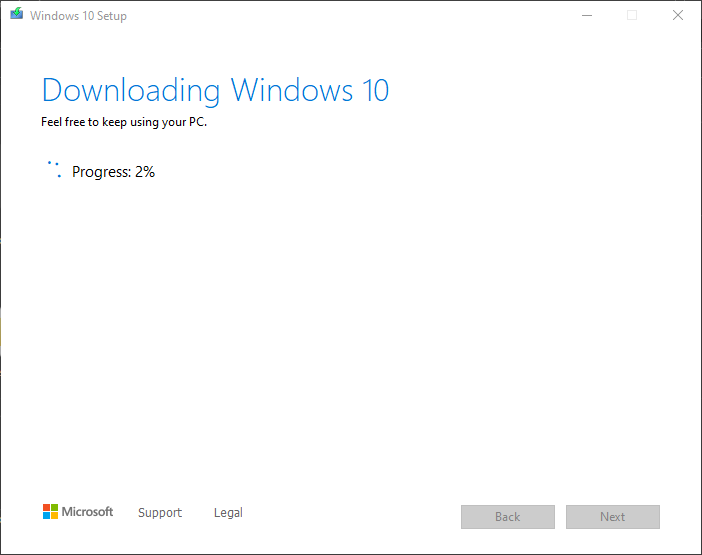 Windows 10 Setup
Downloading Windows 10
Feel free to keep using your PC.
Progress: 2%
Microsoft Support Legal Back Next